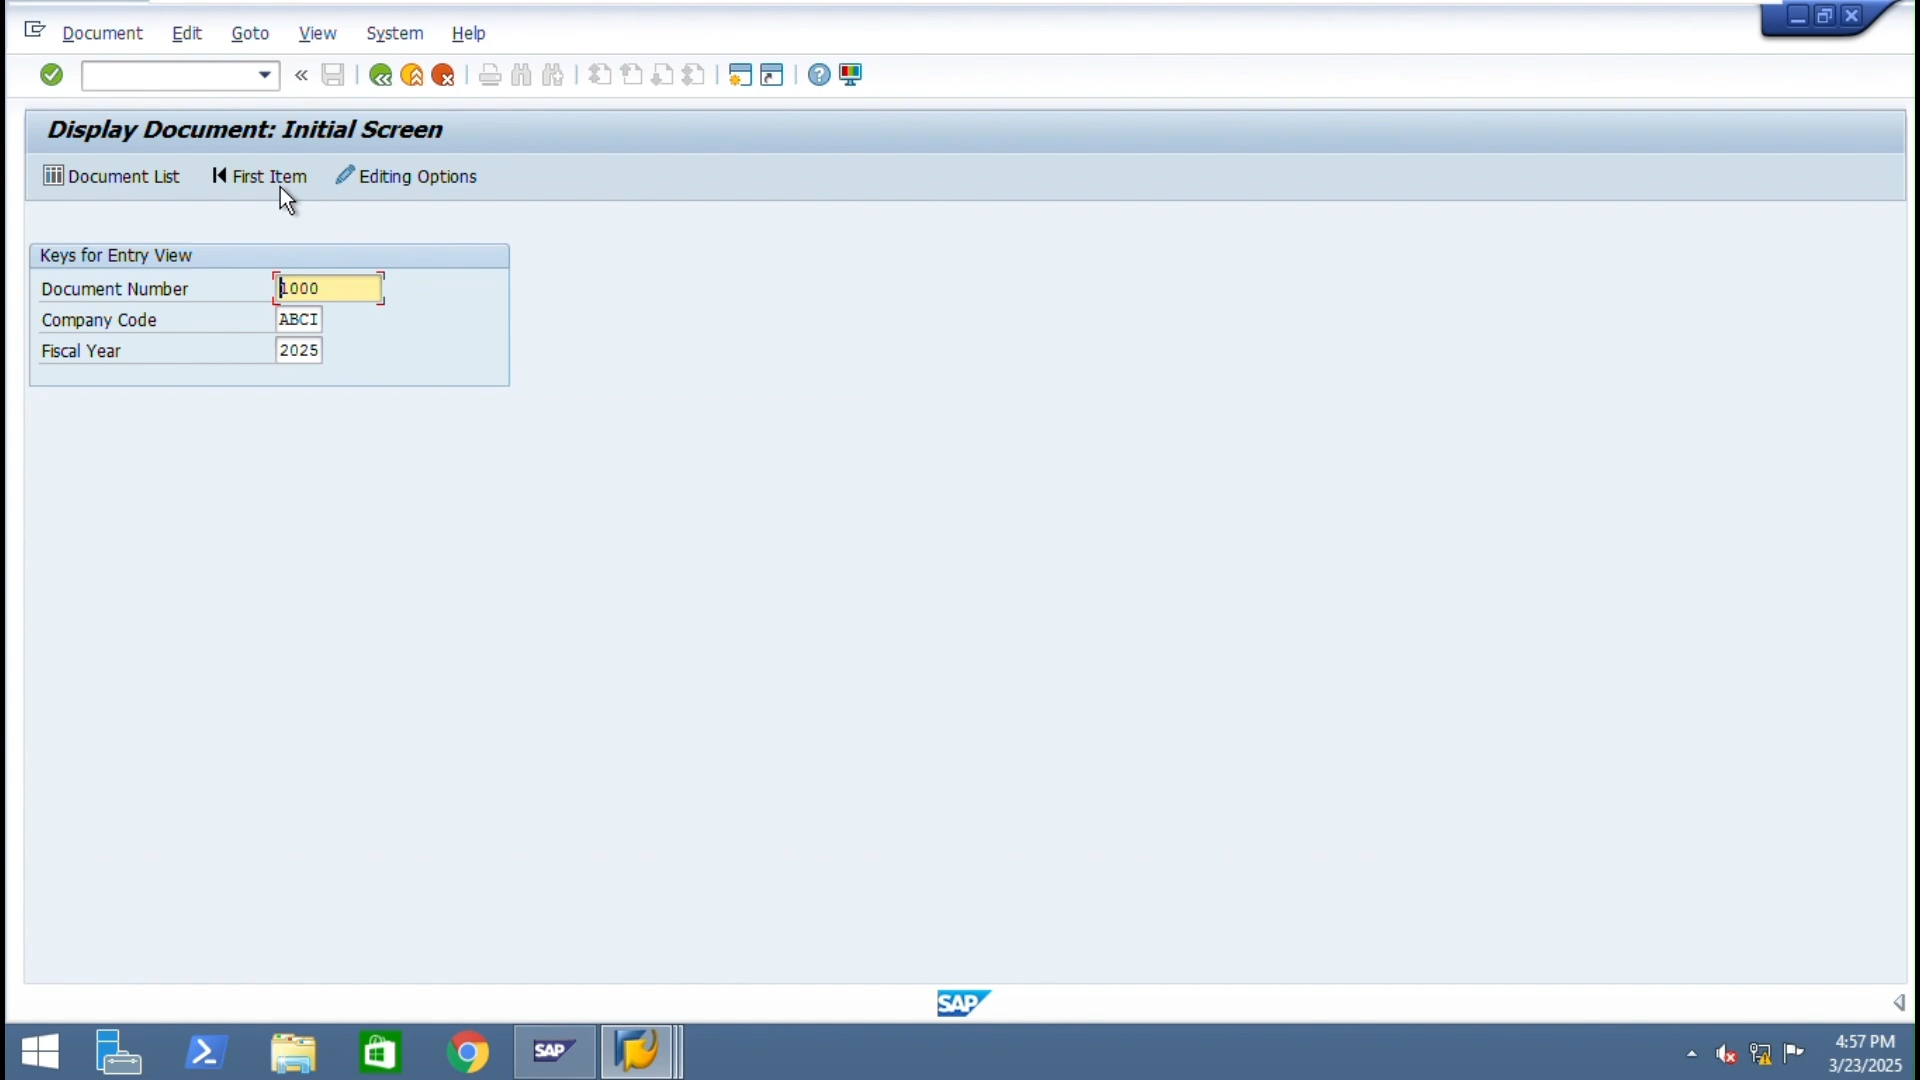 Document Edit Goto View System Help
Display Document: Initial Screen
Document List First Item Editing Options
Keys for Entry View
Document Number 1000
Company Code ABCI
Fiscal Year 2025
SAP
SAP
4:57 PM
3/23/2025